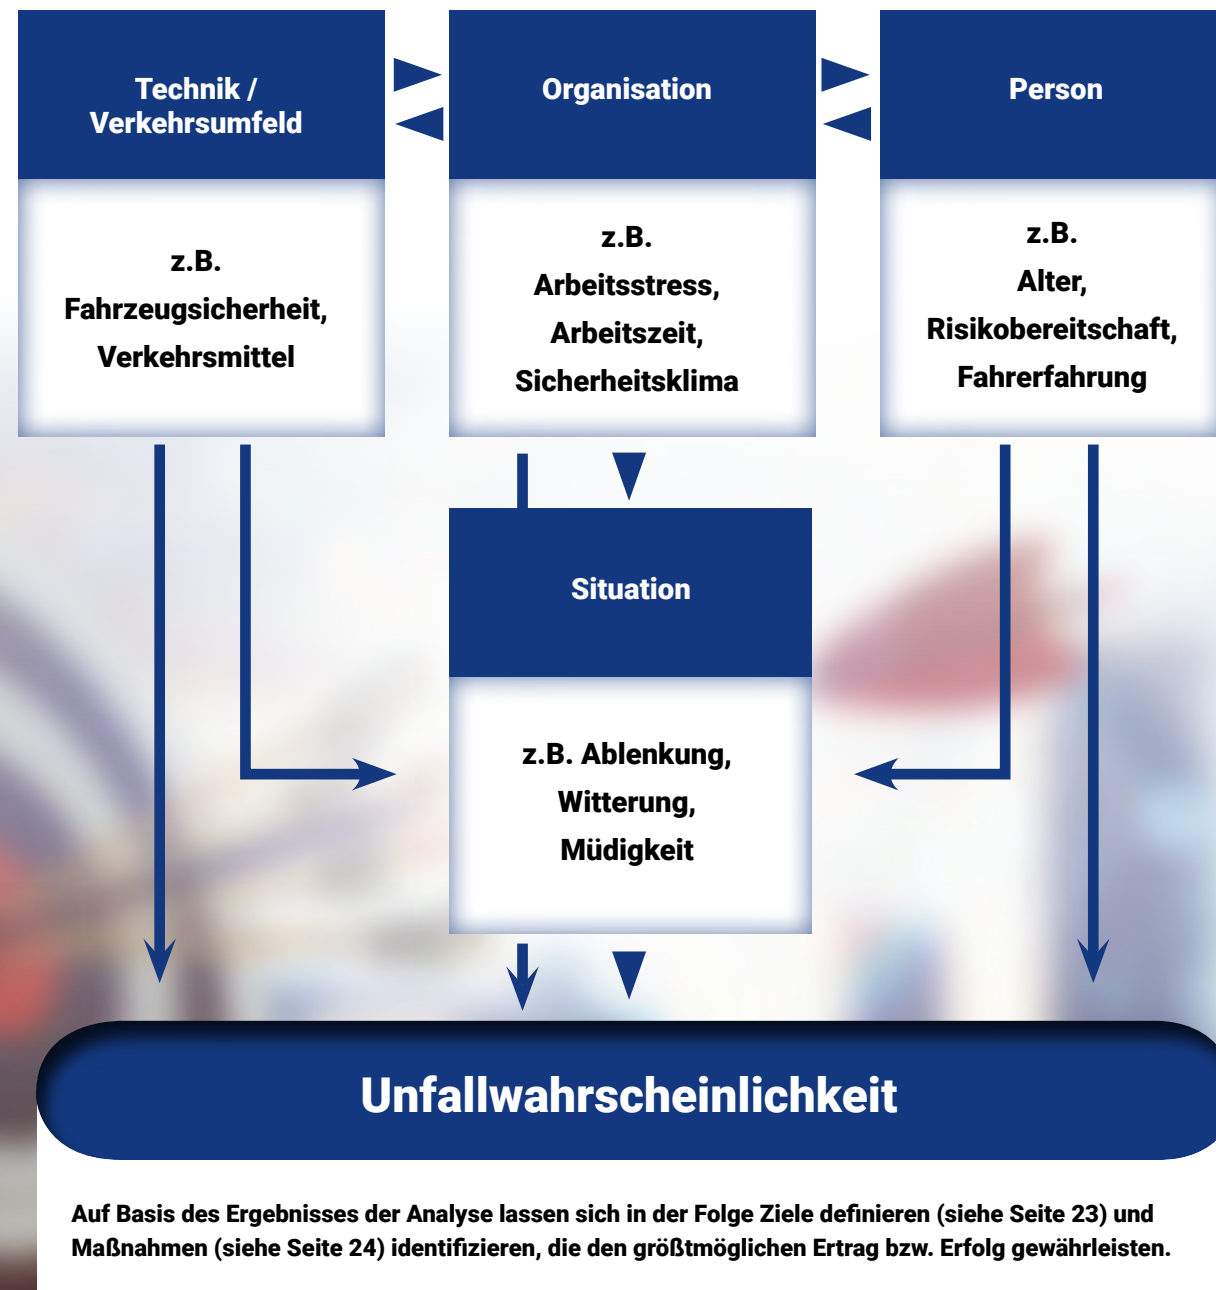 Technik /
Verkehrsumfeld
z.B.
Fahrzeugsicherheit,
Verkehrsmittel
Organisation
z.B.
Arbeitsstress,
Arbeitszeit,
Sicherheitsklima
Person
z.B.
Alter,
Risikobereitschaft,
Fahrerfahrung
Situation
z.B. Ablenkung,
Witterung,
Müdigkeit
Unfallwahrscheinlichkeit
Auf Basis des Ergebnisses der Analyse lassen sich in der Folge Ziele definieren (siehe Seite 23) und
Maßnahmen (siehe Seite 24) identifizieren, die den größtmöglichen Ertrag bzw. Erfolg gewährleisten.